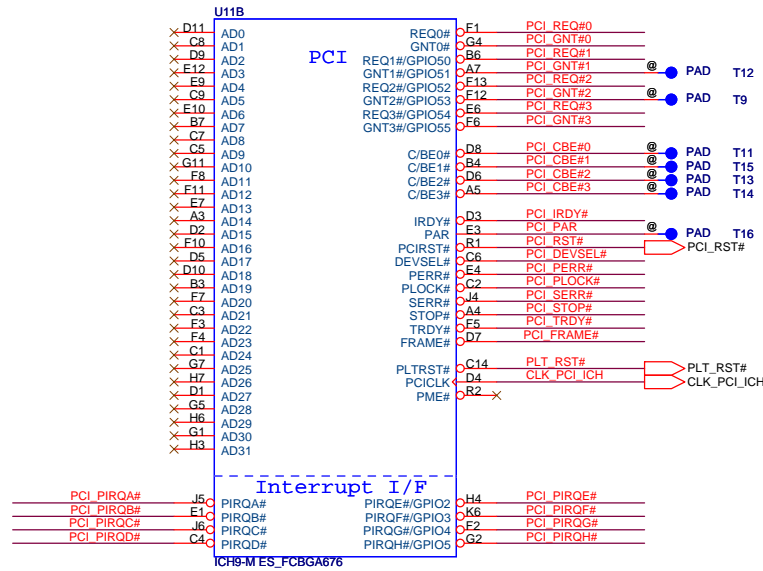 U11B
PCI
D11 AD0 REQ0# F1 PCI_REQ#0
C8 AD1 GNT0# G4 PCI_GNT#0
D9 AD2 REQ1#/GPIO50 B6 PCI_REQ#1
E12 AD3 GNT1#/GPIO51 A7 PCI_GNT#1 @ PAD T12
E9 AD4 REQ2#/GPIO52 F13 PCI_REQ#2
C9 AD5 GNT2#/GPIO53 F12 PCI_GNT#2 @ PAD T9
E10 AD6 REQ3#/GPIO54 E6 PCI_REQ#3
B7 AD7 GNT3#/GPIO55 F6 PCI_GNT#3
C7 AD8
C5 AD9 C/BE0# D8 PCI_CBE#0 @ PAD T11
G11 AD10 C/BE1# B4 PCI_CBE#1 @ PAD T15
F8 AD11 C/BE2# D6 PCI_CBE#2 @ PAD T13
F11 AD12 C/BE3# A5 PCI_CBE#3 @ PAD T14
E7 AD13
A3 AD14 IRDY# D3 PCI_IRDY#
D2 AD15 PAR E3 PCI_PAR @ PAD T16
F10 AD16 PCIRST# R1 PCI_RST# PCI_RST#
D5 AD17 DEVSEL# C6 PCI_DEVSEL#
D10 AD18 PERR# E4 PCI_PERR#
B3 AD19 PLOCK# C2 PCI_PLOCK#
F7 AD20 SERR# J4 PCI_SERR#
C3 AD21 STOP# A4 PCI_STOP#
F3 AD22 TRDY# F5 PCI_TRDY#
F4 AD23 FRAME# D7 PCI_FRAME#
C1 AD24
G7 AD25 PLTRST# C14 PLT_RST# PLT_RST#
H7 AD26 PCICLK D4 CLK_PCI_ICH CLK_PCI_ICH
D1 AD27 PME# R2
G5 AD28
H6 AD29
G1 AD30
H3 AD31
Interrupt I/F
PCI_PIRQA# J5 PIRQA# PIRQE#/GPIO2 H4 PCI_PIRQE#
PCI_PIRQB# E1 PIRQB# PIRQF#/GPIO3 K6 PCI_PIRQF#
PCI_PIRQC# J6 PIRQC# PIRQG#/GPIO4 F2 PCI_PIRQG#
PCI_PIRQD# C4 PIRQD# PIRQH#/GPIO5 G2 PCI_PIRQH#
ICH9-M ES_FCBGA676